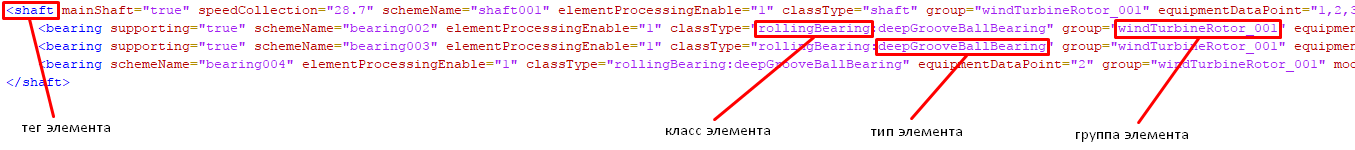 <shaft mainShaft="true" speedCollection="28.7" schemeName="shaft001" elementProcessingEnable="1" classType="shaft" group="windTurbineRotor_001" equipmentDataPoint="1,2,3
<bearing supporting="true" schemeName="bearing002" elementProcessingEnable="1" classType="rollingBearing:deepGrooveBallBearing" group="windTurbineRotor_001" equipmen
<bearing supporting="true" schemeName="bearing003" elementProcessingEnable="1" classType="rollingBearing:deepGrooveBallBearing" group="windTurbineRotor_001" equipmen
<bearing schemeName="bearing004" elementProcessingEnable="1" classType="rollingBearing:deepGrooveBallBearing" equipmentDataPoint="2" group="windTurbineRotor_001" mod
</shaft>
тег элемента класс элемента тип элемента группа элемента